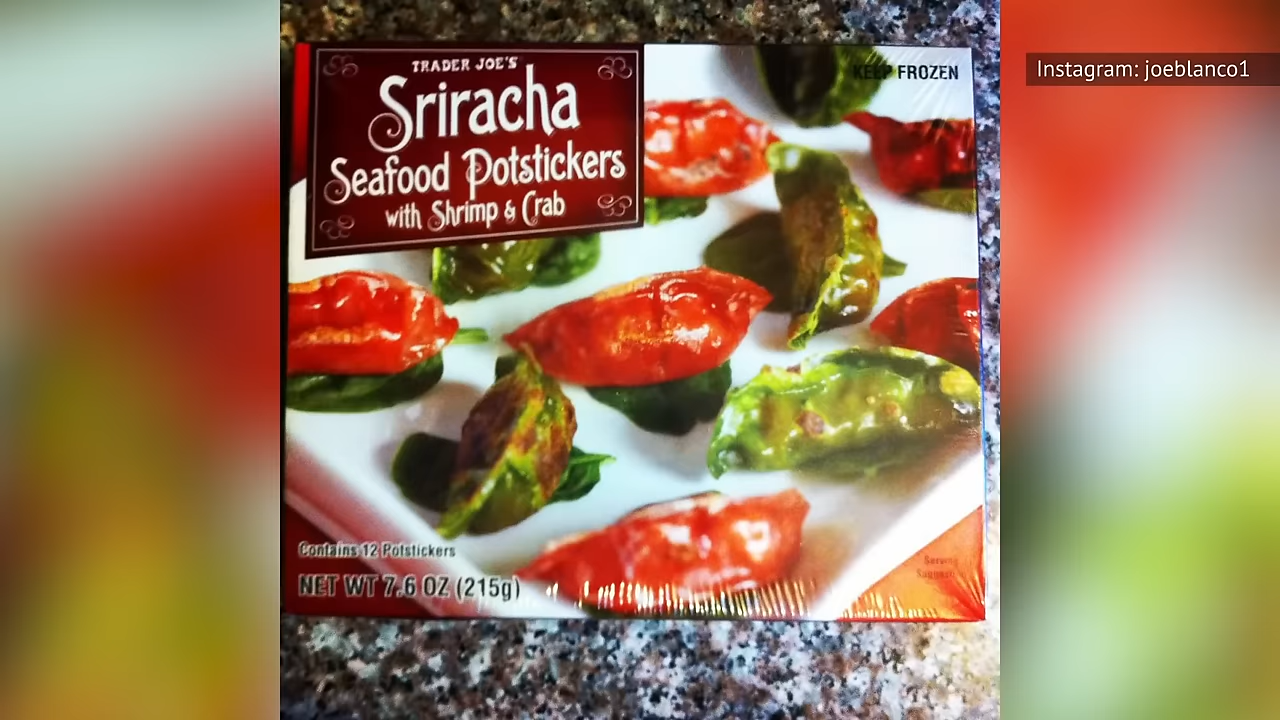 TRADER JOE'S
Sriracha
Seafood Potstickers
with Shrimp & Crab
KEEP FROZEN
Instagram: joeblanco1
Contains 12 Potstickers
NET WT 7.6 OZ (215g)
Serving